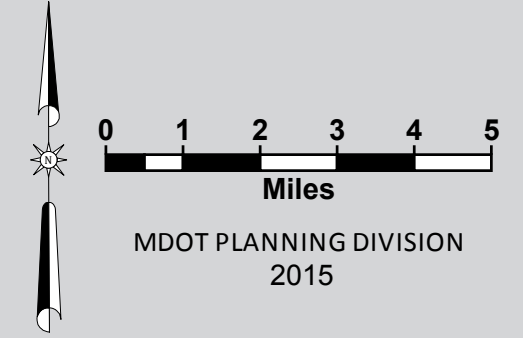 0 1 2 3 4 5
N
Miles
MDOT PLANNING DIVISION
2015